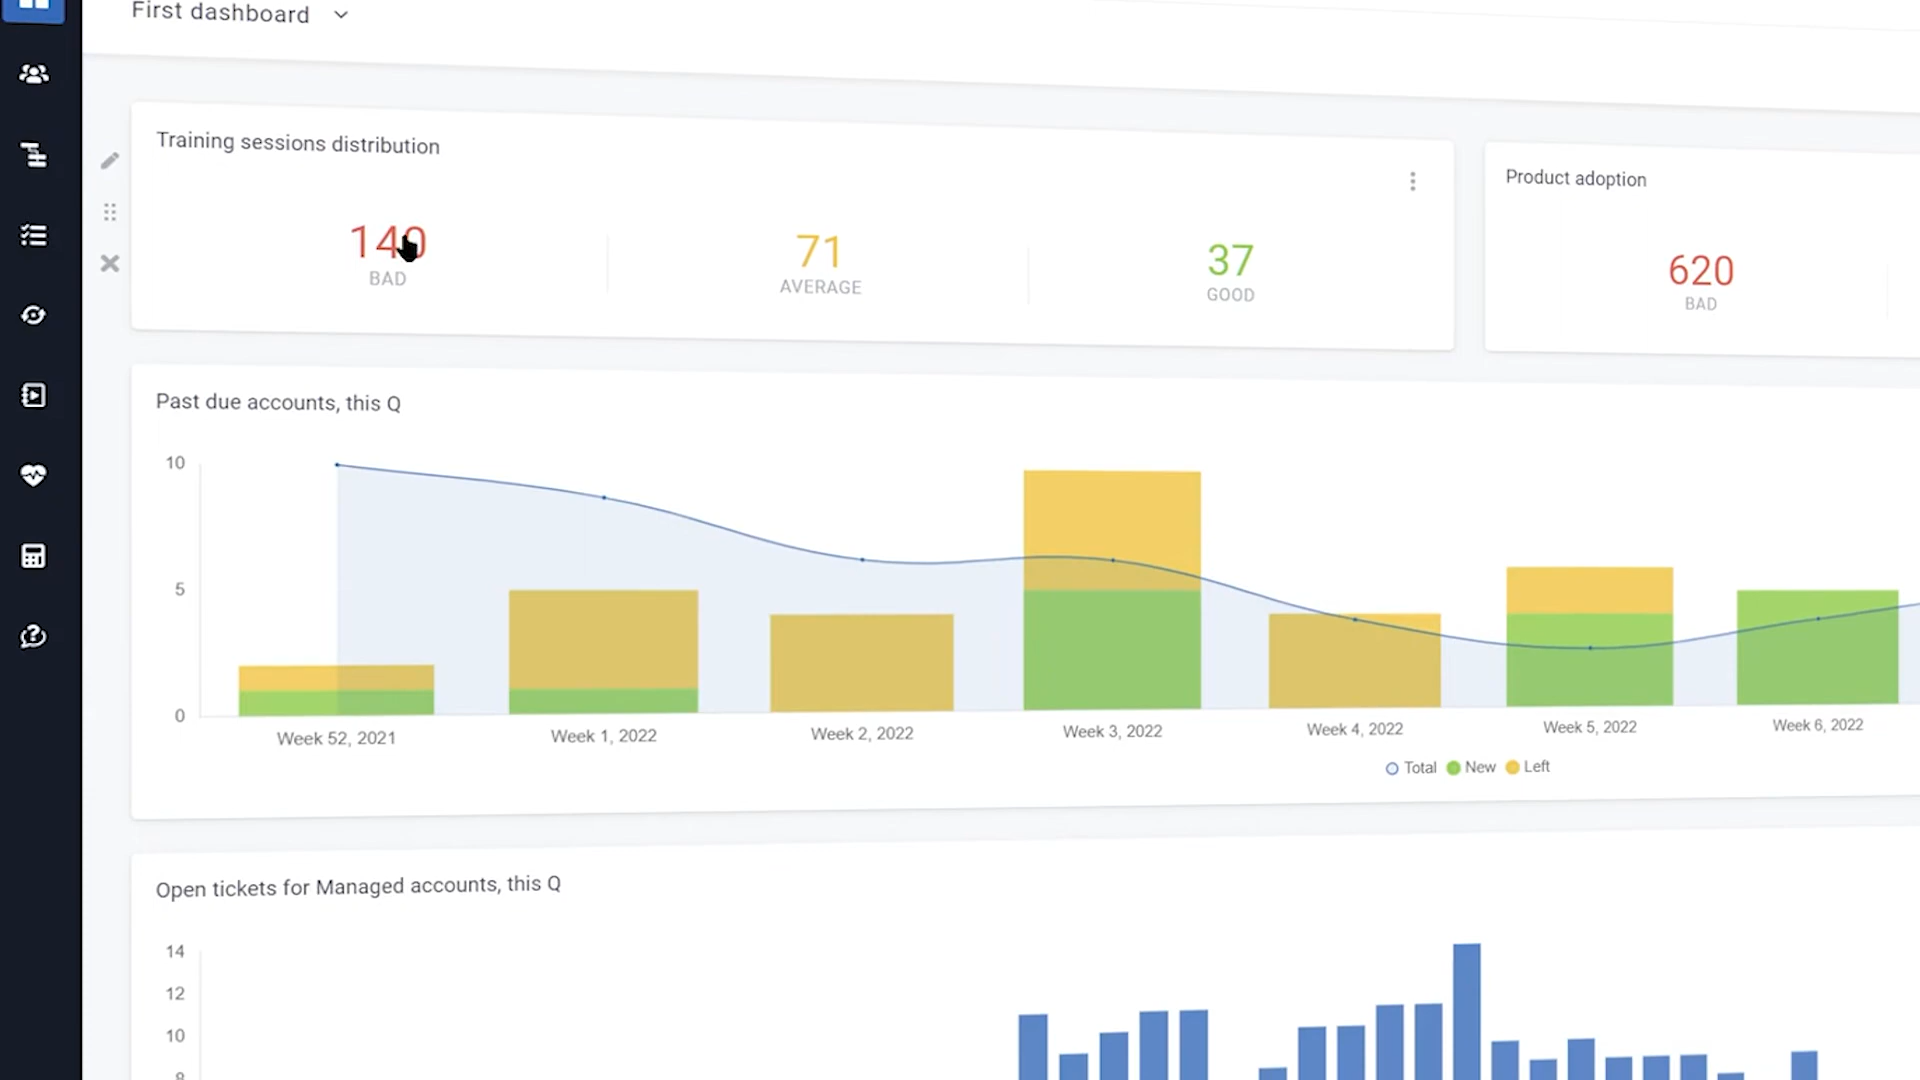 First dashboard
Training sessions distribution
140
BAD
71
AVERAGE
37
GOOD
Product adoption
620
BAD
Past due accounts, this Q
10
5
0
Week 52, 2021
Week 1, 2022
Week 2, 2022
Week 3, 2022
Week 4, 2022
Week 5, 2022
Week 6, 2022
Total New Left
Open tickets for Managed accounts, this Q
14
12
10
8